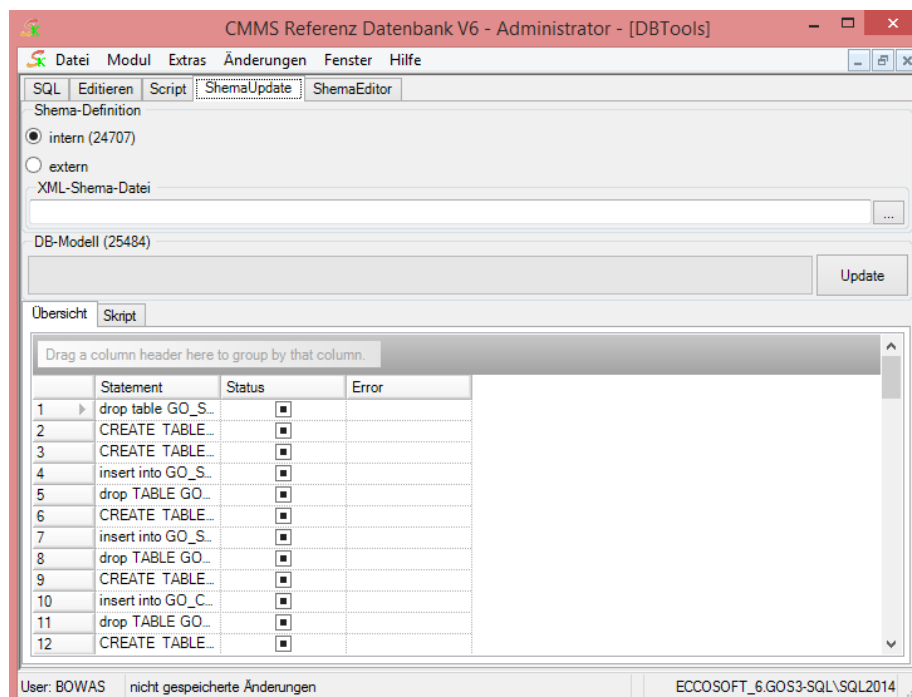 CMMS Referenz Datenbank V6 - Administrator - [DBTools]
Datei Modul Extras Änderungen Fenster Hilfe
SQL Editieren Script ShemaUpdate ShemaEditor
Shema-Definition
intern (24707)
extern
XML-Shema-Datei
...
DB-Modell (25484)
Update
Übersicht Skript
Drag a column header here to group by that column.
Statement Status Error
1 drop table GO_S...
2 CREATE TABLE...
3 CREATE TABLE...
4 insert into GO_S...
5 drop TABLE GO...
6 CREATE TABLE...
7 insert into GO_S...
8 drop TABLE GO...
9 CREATE TABLE...
10 insert into GO_C...
11 drop TABLE GO...
12 CREATE TABLE...
User: BOWAS nicht gespeicherte Änderungen ECCOSOFT_6.GOS3-SQL\SQL2014